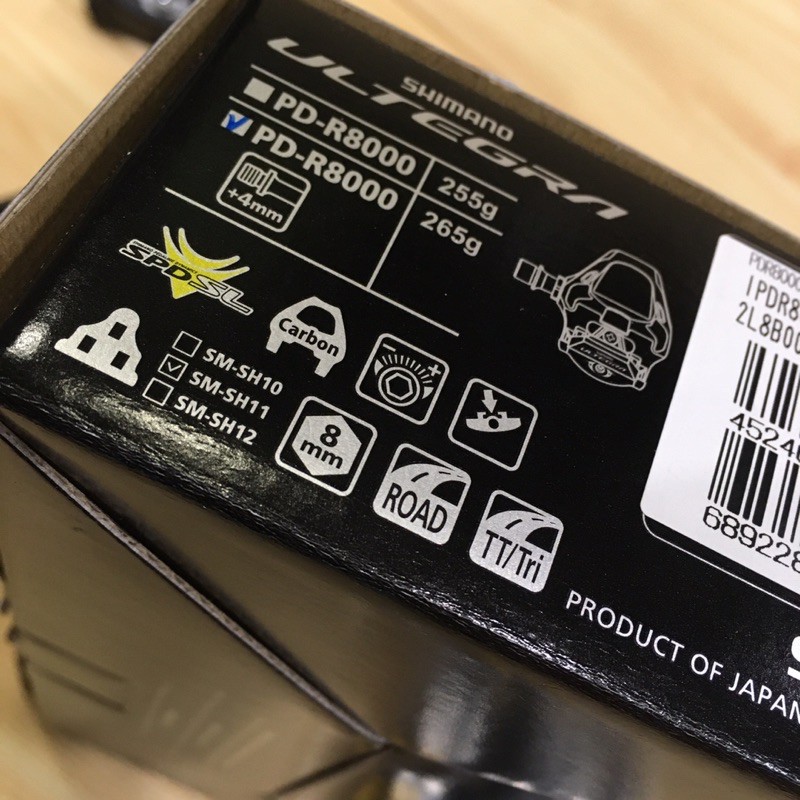 SHIMANO
ULTEGRA
PD-R8000 255g
PD-R8000 265g
+4mm
SPD-SL
Carbon
SM-SH10
SM-SH11
SM-SH12
8
mm
ROAD
TT/Tri
PRODUCT OF JAPAN